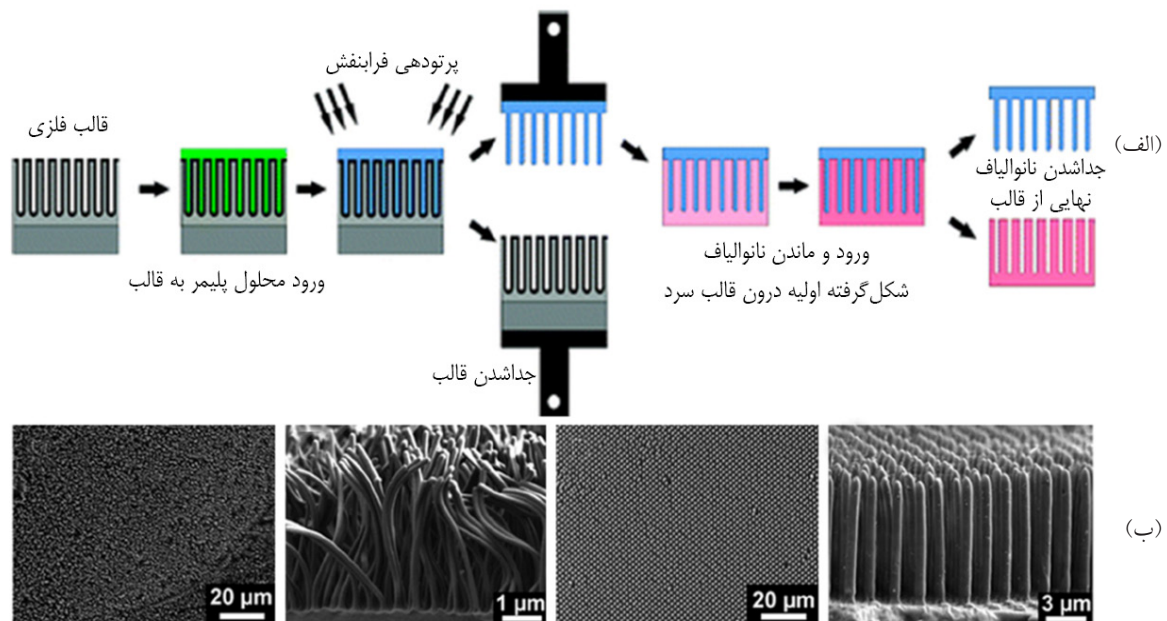 پرتودهی فرابنفش
قالب فلزی
(الف)
جداشدن نانوالیاف
نهایی از قالب
ورود محلول پلیمر به قالب
ورود و ماندن نانوالیاف
شکل‌گرفته اولیه درون قالب سرد
جداشدن قالب
(ب)
20 µm
1 µm
20 µm
3 µm